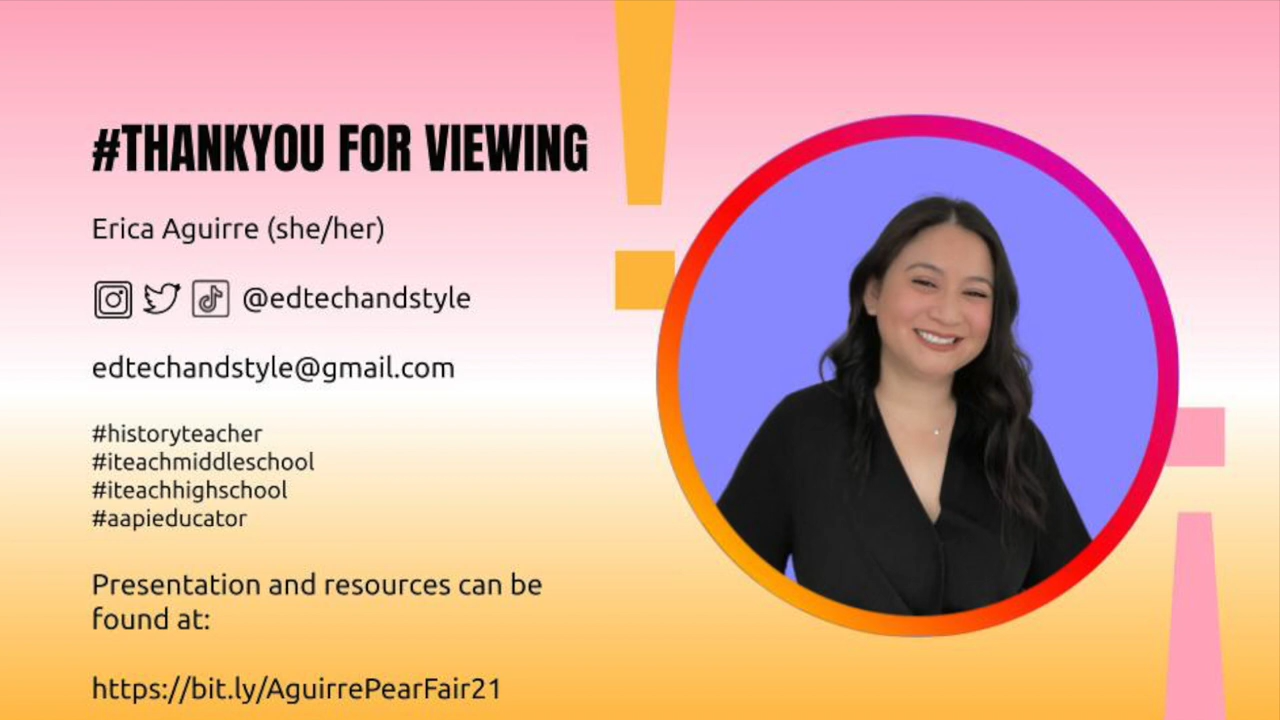 #THANKYOU FOR VIEWING
Erica Aguirre (she/her)
@edtechandstyle
edtechandstyle@gmail.com
#historyteacher
#iteachmiddleschool
#iteachhighschool
#aapieducator
Presentation and resources can be
found at:
https://bit.ly/AguirrePearFair21